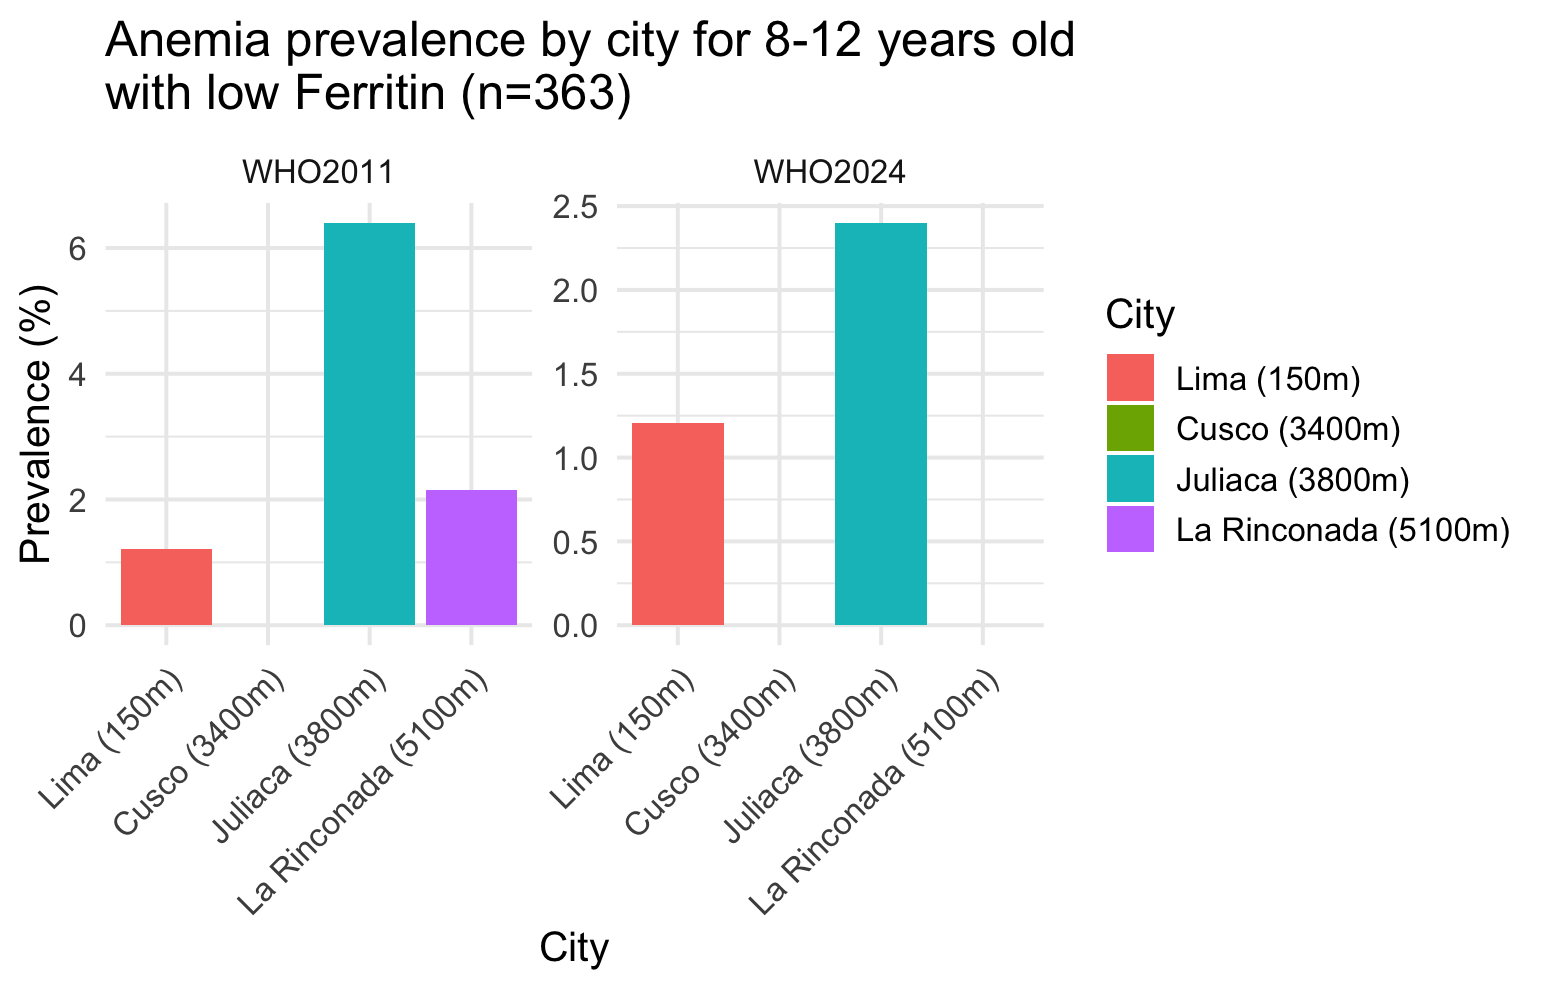 Anemia prevalence by city for 8-12 years old
with low Ferritin (n=363)
WHO2011
WHO2024
Prevalence (%)
6
4
2
0
2.5
2.0
1.5
1.0
0.5
0.0
Lima (150m)
Cusco (3400m)
Juliaca (3800m)
La Rinconada (5100m)
Lima (150m)
Cusco (3400m)
Juliaca (3800m)
La Rinconada (5100m)
City
City
Lima (150m)
Cusco (3400m)
Juliaca (3800m)
La Rinconada (5100m)